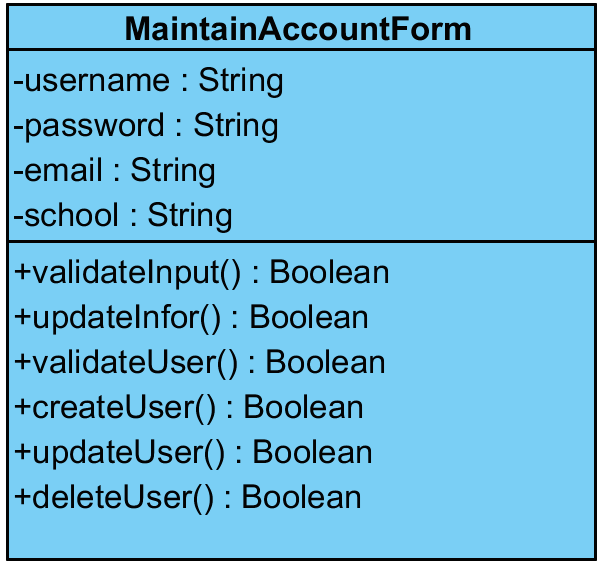 MaintainAccountForm
-username : String
-password : String
-email : String
-school : String
+validateInput() : Boolean
+updateInfor() : Boolean
+validateUser() : Boolean
+createUser() : Boolean
+updateUser() : Boolean
+deleteUser() : Boolean